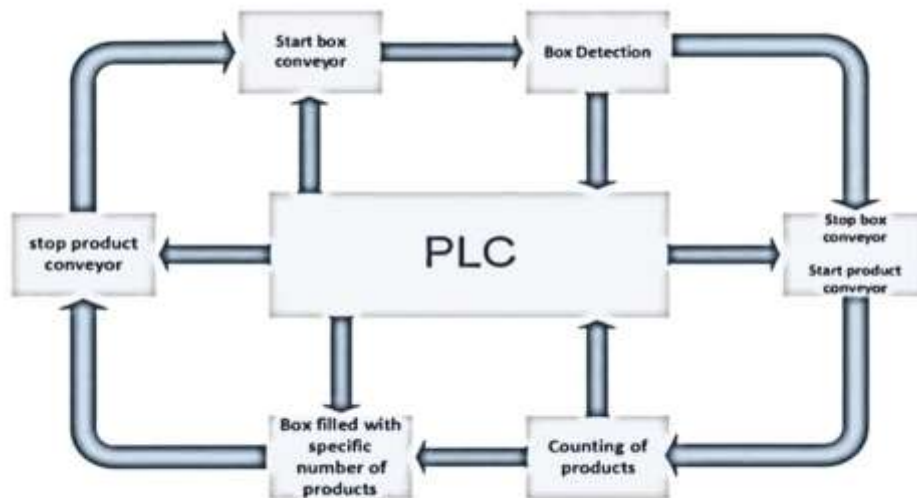 Start box
conveyor
Box Detection
stop product
conveyor
PLC
Stop box
conveyor
Start product
conveyor
Box filled with
specific
number of
products
Counting of
products